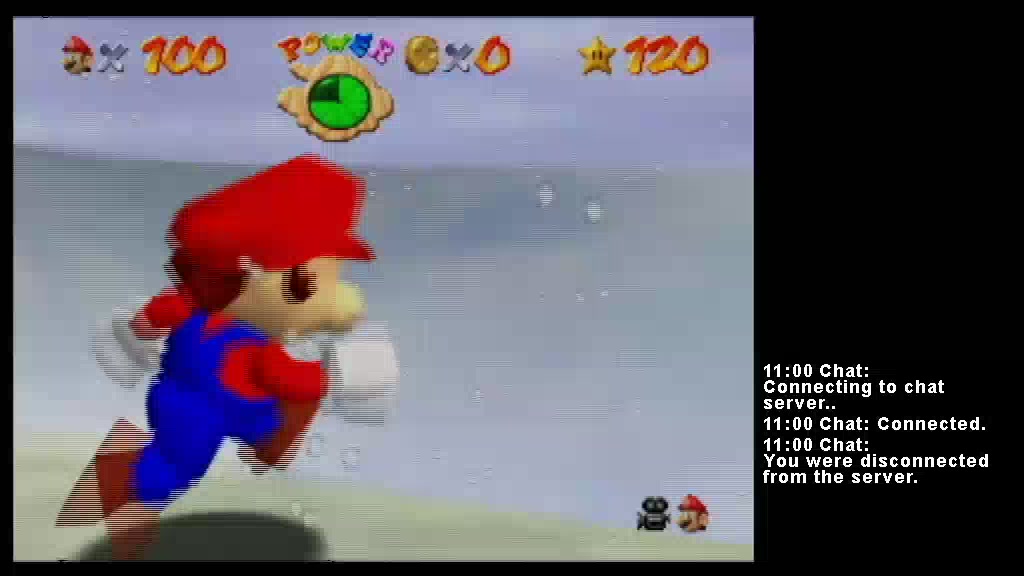 ×100 POWER ×0 120
11:00 Chat:
Connecting to chat
server..
11:00 Chat: Connected.
11:00 Chat:
You were disconnected
from the server.